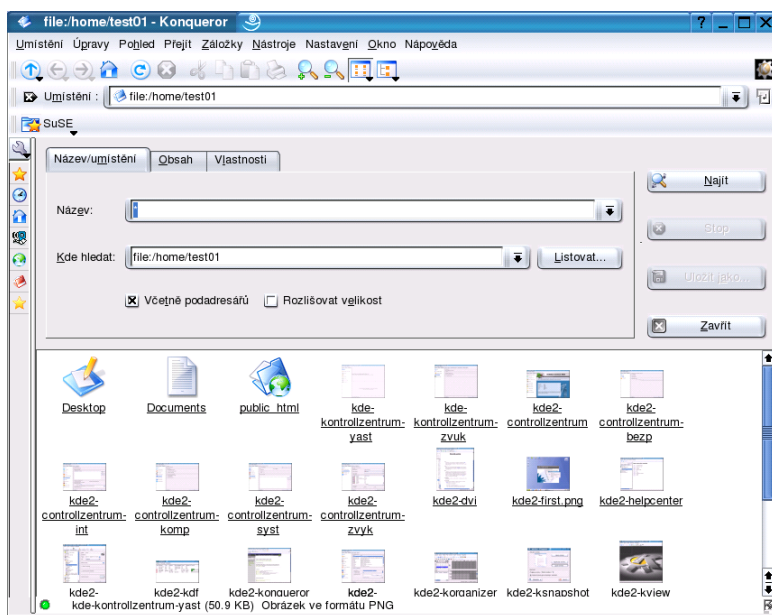 file:/home/test01 - Konqueror
Umístění Úpravy Pohled Přejít Záložky Nástroje Nastavení Okno Nápověda
Umístění : file:/home/test01
SuSE
Název/umístění Obsah Vlastnosti
Najít
Název: *
Stop
Kde hledat: file:/home/test01 Listovat...
Uložit jako...
Včetně podadresářů Rozlišovat velikost
Zavřít
Desktop Documents public_html kde- kde- kde2- kde2-
kontrollzentrum- kontrollzentrum- controllzentrum controllzentrum-
yast zvuk bezp
kde2- kde2- kde2- kde2- kde2-dvi kde2-first.png kde2-helpcenter
controllzentrum- controllzentrum- controllzentrum- controllzentrum-
int komp syst zvyk
kde2- kde2-kdf kde2-konqueror kde2- kde2-korganizer kde2-ksnapshot kde2-kview
kde-kontrollzentrum-yast (50.9 KB) Obrázek ve formátu PNG